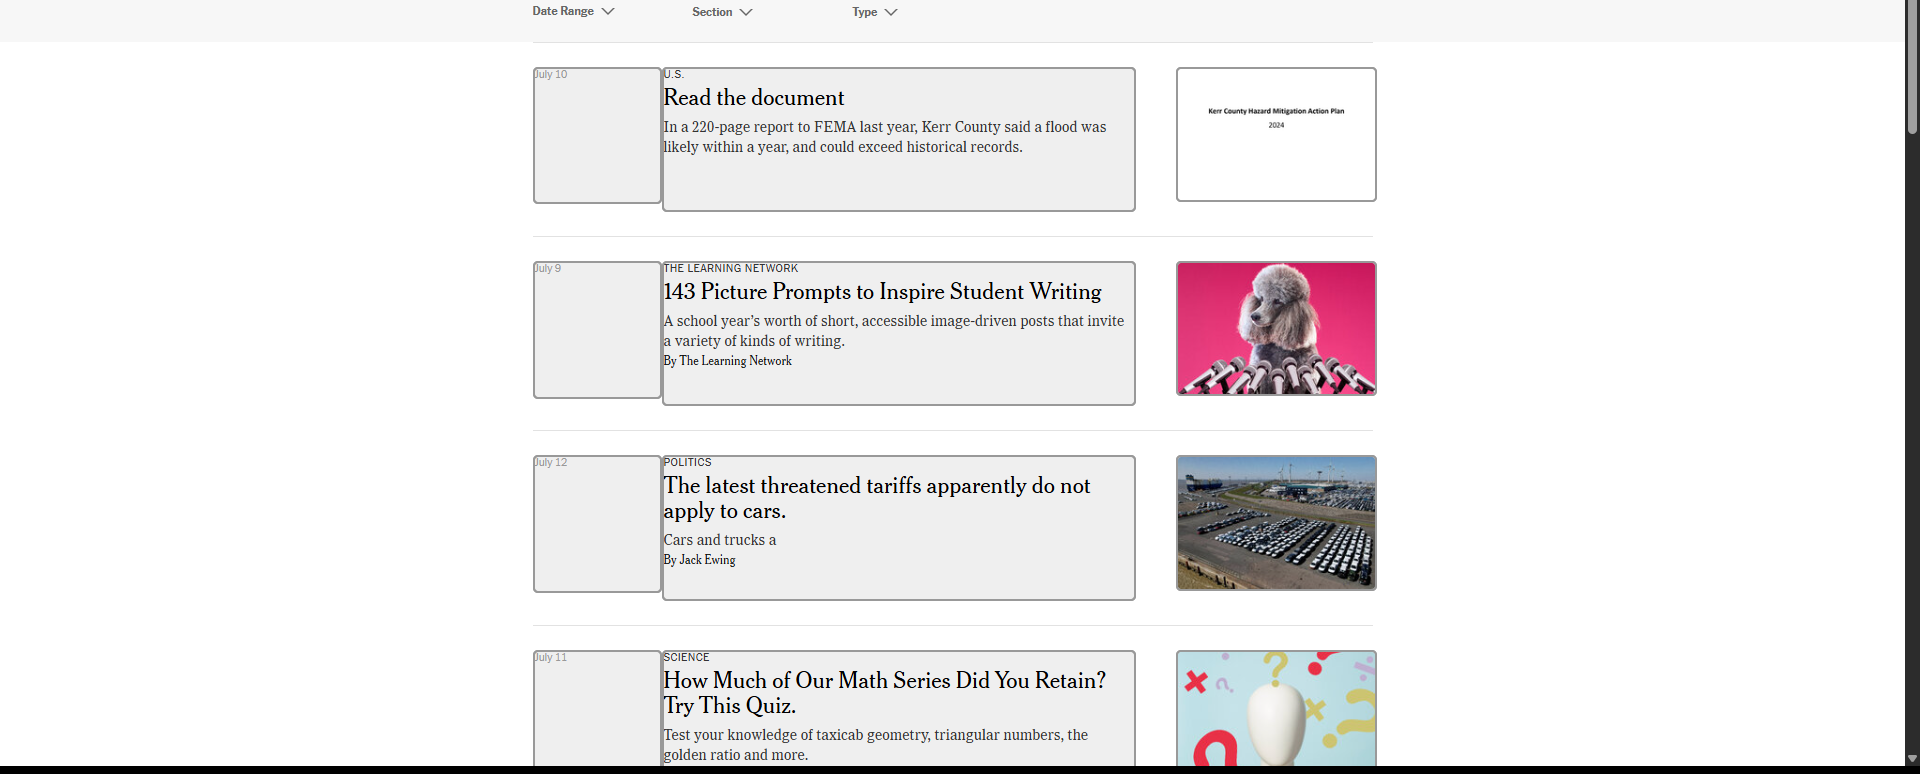 Date Range
Section
Type
July 10
U.S.
Read the document
In a 220-page report to FEMA last year, Kerr County said a flood was
likely within a year, and could exceed historical records.
Kerr County Hazard Mitigation Action Plan
2024
July 9
THE LEARNING NETWORK
143 Picture Prompts to Inspire Student Writing
A school year’s worth of short, accessible image-driven posts that invite
a variety of kinds of writing.
By The Learning Network
July 12
POLITICS
The latest threatened tariffs apparently do not
apply to cars.
Cars and trucks a
By Jack Ewing
July 11
SCIENCE
How Much of Our Math Series Did You Retain?
Try This Quiz.
Test your knowledge of taxicab geometry, triangular numbers, the
golden ratio and more.